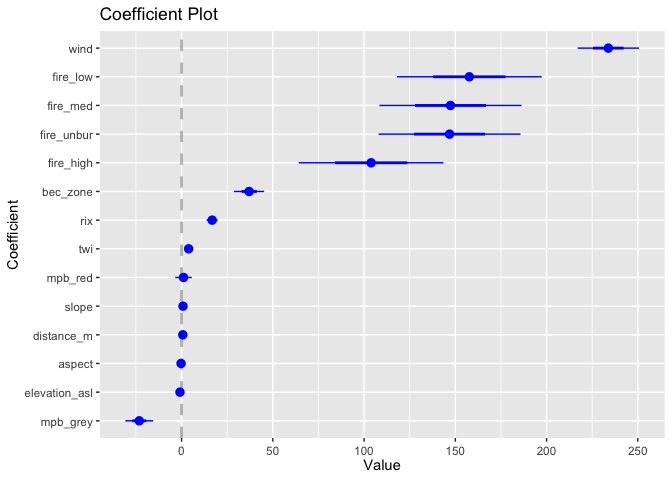 Coefficient Plot
Coefficient
wind
fire_low
fire_med
fire_unbur
fire_high
bec_zone
rix
twi
mpb_red
slope
distance_m
aspect
elevation_asl
mpb_grey
0 50 100 150 200 250
Value